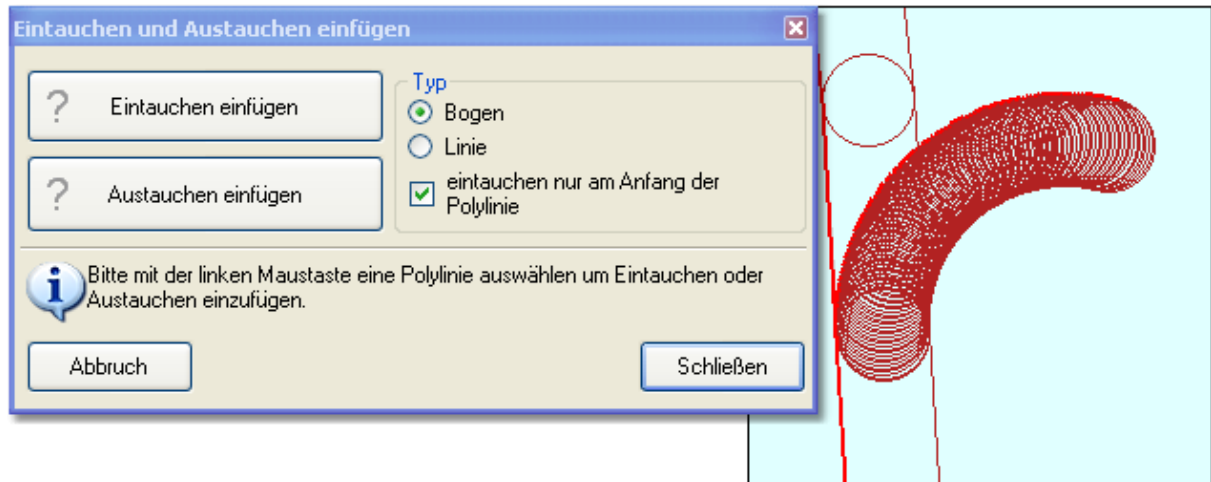 Eintauchen und Austauchen einfügen
? Eintauchen einfügen
? Austauchen einfügen
Typ
Bogen
Linie
eintauchen nur am Anfang der
Polylinie
Bitte mit der linken Maustaste eine Polylinie auswählen um Eintauchen oder
Austauchen einzufügen.
Abbruch
Schließen